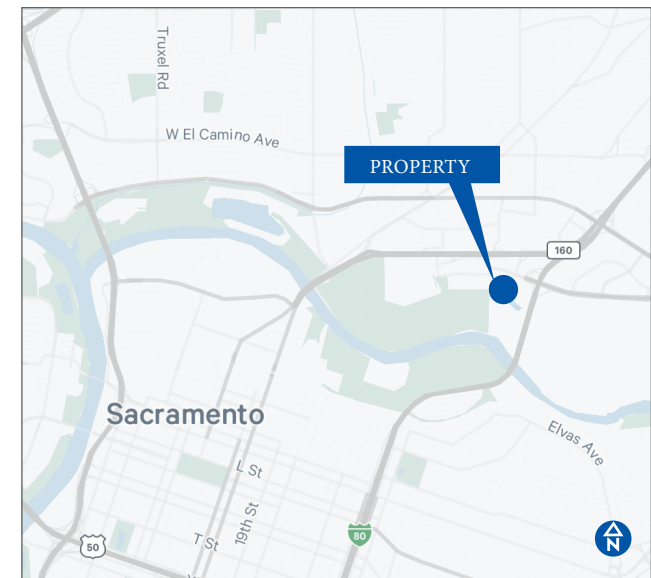 Truxel Rd
W El Camino Ave
PROPERTY
160
Sacramento
Elvas Ave
L St
19th St
T St
50
80
N